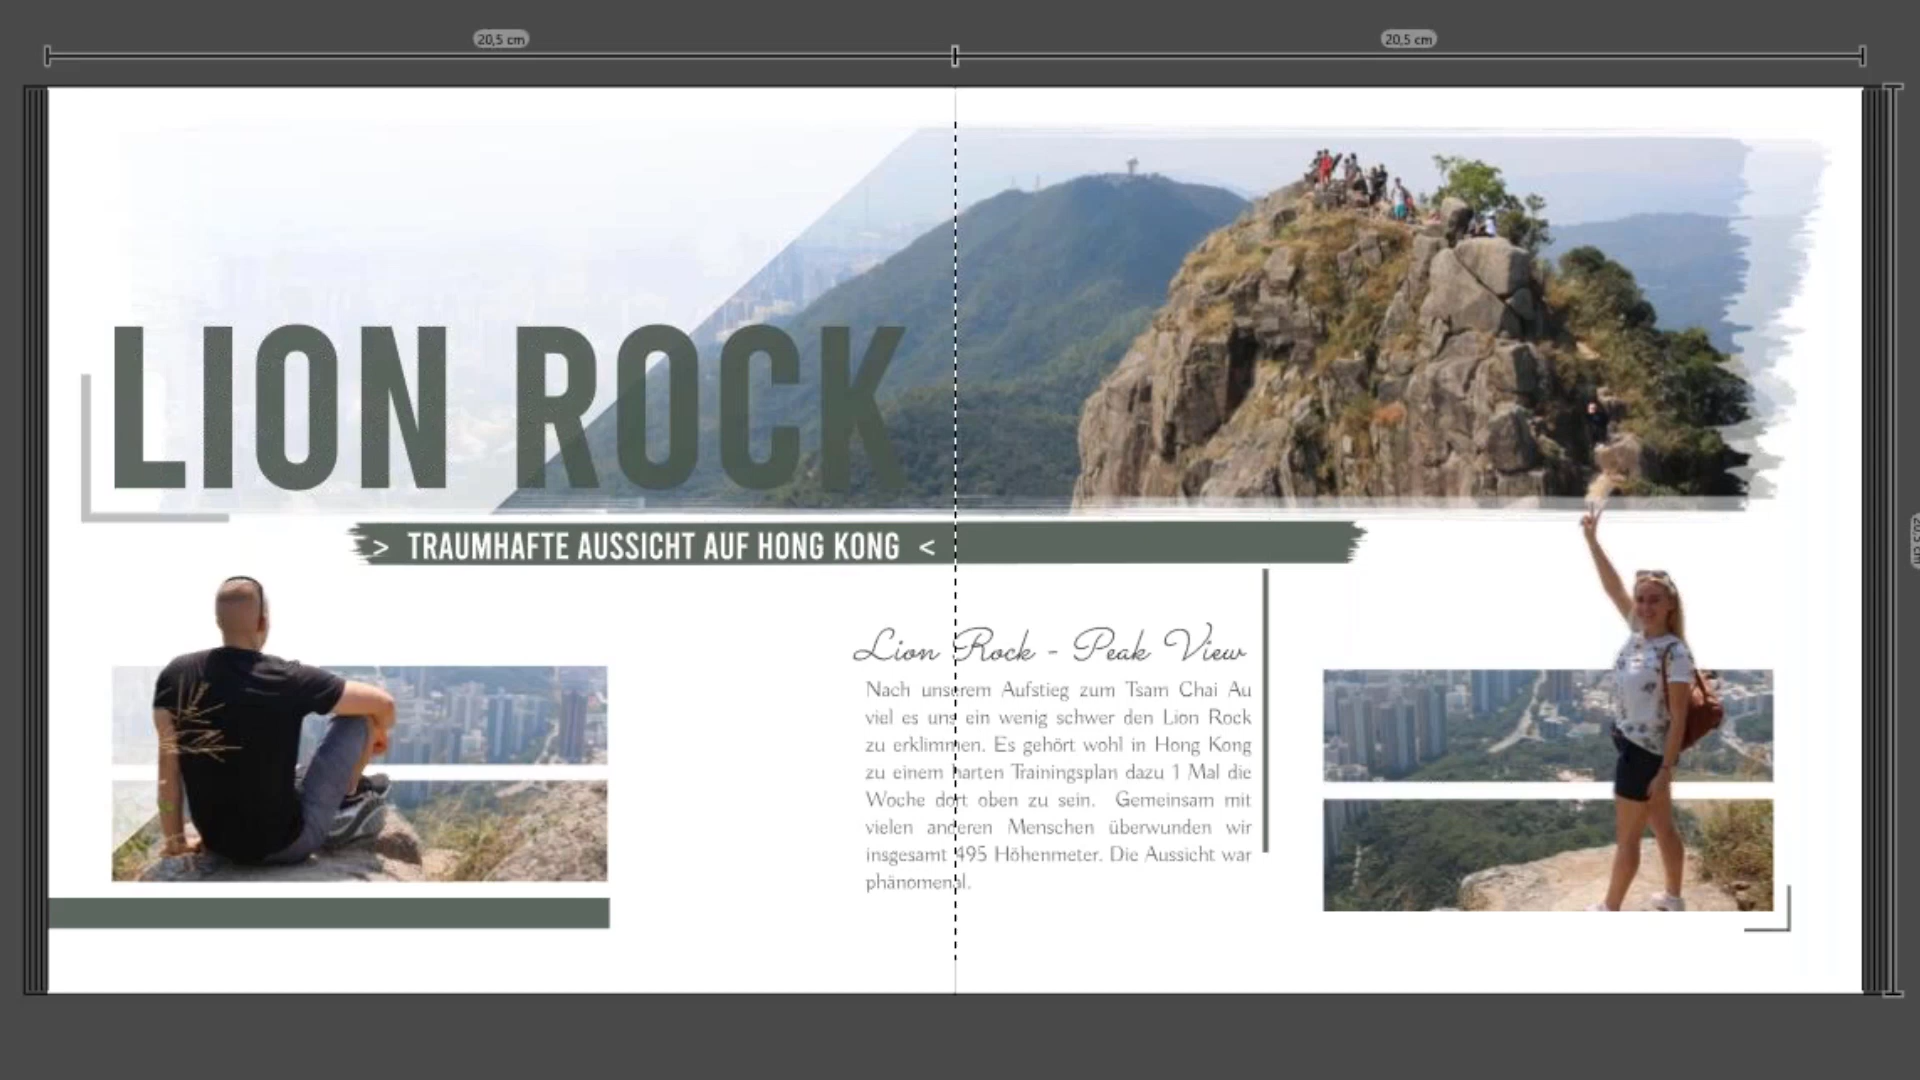 20,5 cm
20,5 cm
LION ROCK
> TRAUMHAFTE AUSSICHT AUF HONG KONG <
Lion Rock - Peak View
Nach unserem Aufstieg zum Tsam Chai Au
viel es uns ein wenig schwer den Lion Rock
zu erklimmen. Es gehört wohl in Hong Kong
zu einem harten Trainingsplan dazu 1 Mal die
Woche dort oben zu sein. Gemeinsam mit
vielen anderen Menschen überwunden wir
insgesamt 495 Höhenmeter. Die Aussicht war
phänomenal.